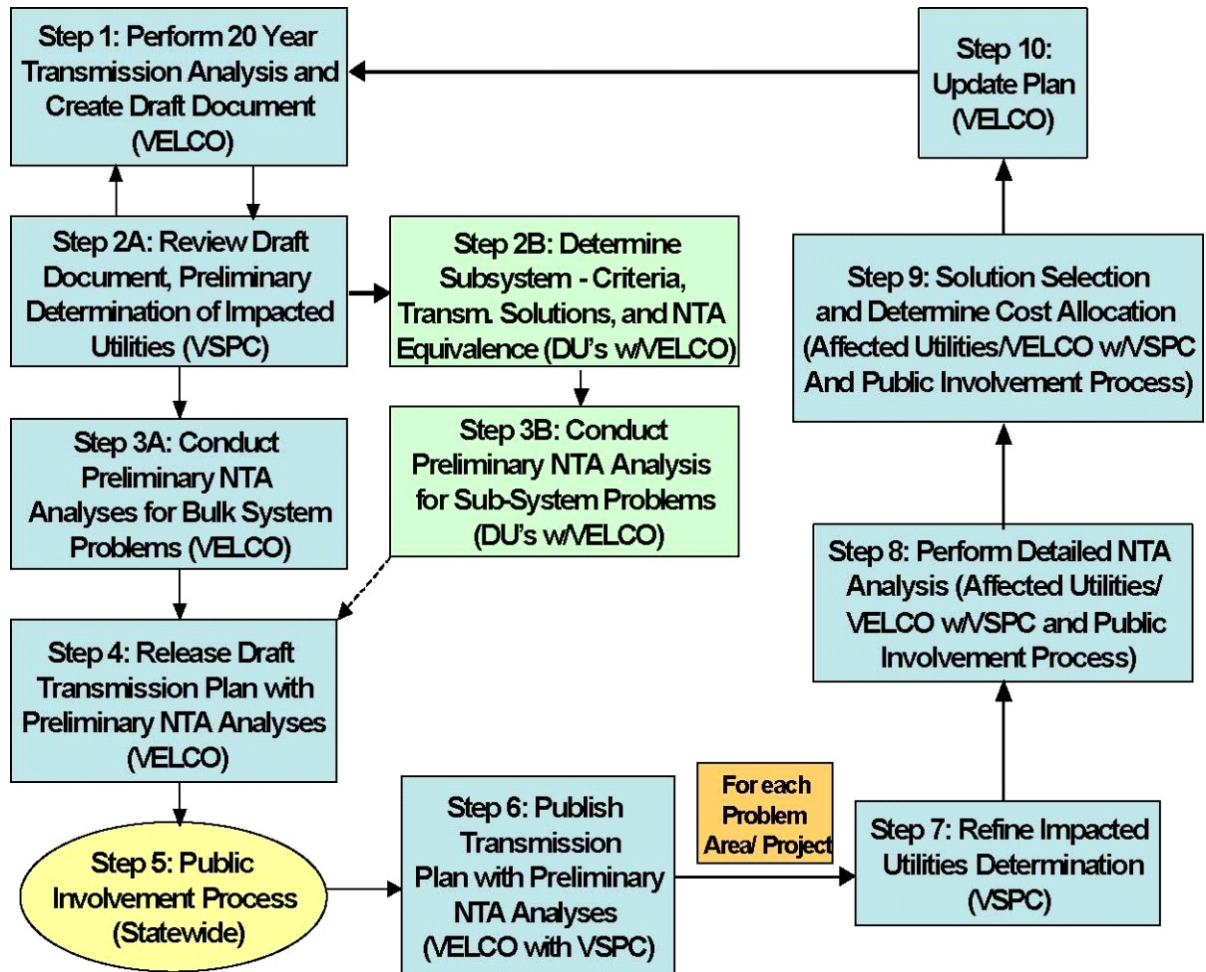 Step 1: Perform 20 Year
Transmission Analysis and
Create Draft Document
(VELCO)
Step 10:
Update Plan
(VELCO)
Step 2A: Review Draft
Document, Preliminary
Determination of Impacted
Utilities (VSPC)
Step 2B: Determine
Subsystem - Criteria,
Transm. Solutions, and NTA
Equivalence (DU's w/VELCO)
Step 9: Solution Selection
and Determine Cost Allocation
(Affected Utilities/VELCO w/VSPC
And Public Involvement Process)
Step 3A: Conduct
Preliminary NTA
Analyses for Bulk System
Problems (VELCO)
Step 3B: Conduct
Preliminary NTA Analysis
for Sub-System Problems
(DU's w/VELCO)
Step 8: Perform Detailed NTA
Analysis (Affected Utilities/
VELCO w/VSPC and Public
Involvement Process)
Step 4: Release Draft
Transmission Plan with
Preliminary NTA Analyses
(VELCO)
Step 5: Public
Involvement Process
(Statewide)
Step 6: Publish
Transmission
Plan with Preliminary
NTA Analyses
(VELCO with VSPC)
For each
Problem
Area/ Project
Step 7: Refine Impacted
Utilities Determination
(VSPC)